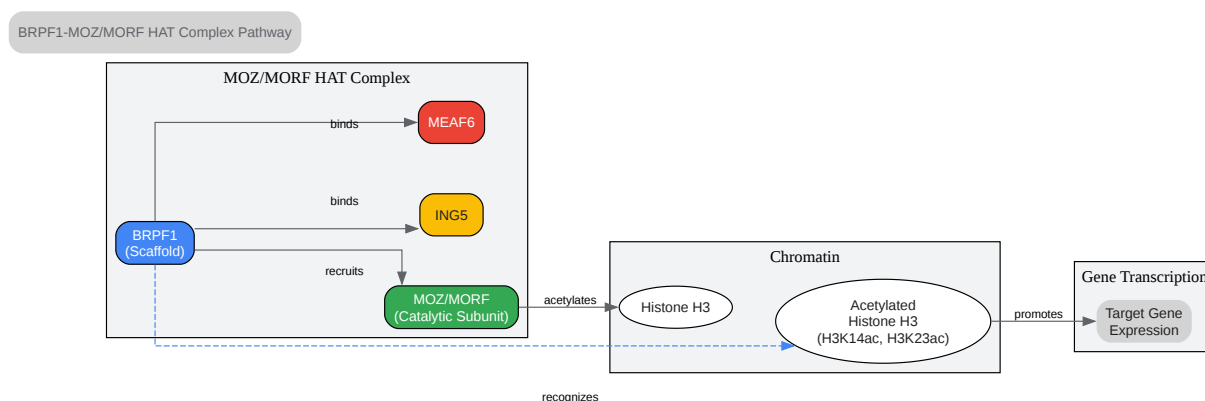 BRPF1-MOZ/MORF HAT Complex Pathway
MOZ/MORF HAT Complex
binds
MEAF6
binds
ING5
BRPF1
(Scaffold)
recruits
MOZ/MORF
(Catalytic Subunit)
acetylates
Chromatin
Histone H3
Acetylated
Histone H3
(H3K14ac, H3K23ac)
promotes
Gene Transcription
Target Gene
Expression
recognizes